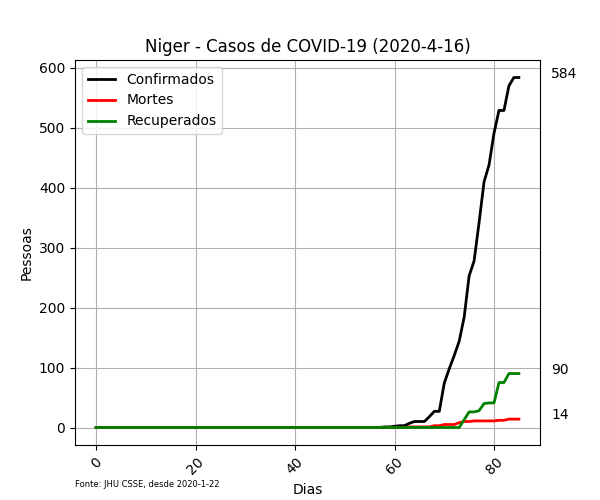 Niger - Casos de COVID-19 (2020-4-16)
Confirmados
Mortes
Recuperados
600
500
400
300
200
100
0
Pessoas
584
90
14
0
20
40
60
80
Dias
Fonte: JHU CSSE, desde 2020-1-22